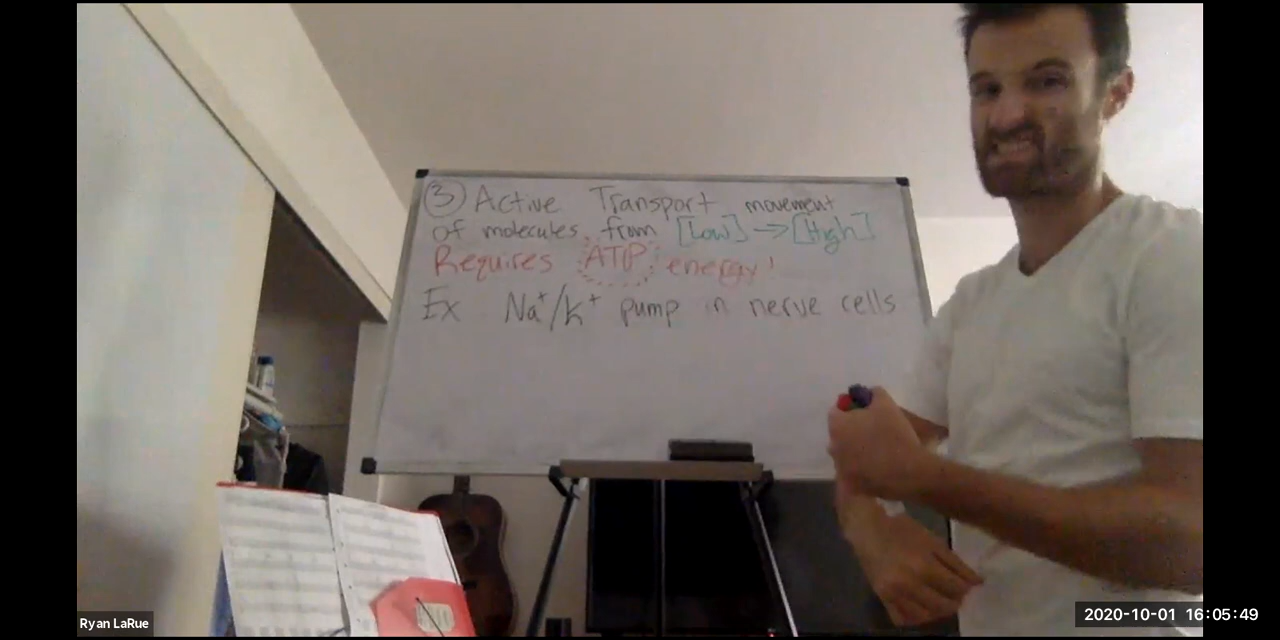 ③ Active Transport movement
of molecules from [Low] → [High]
Requires ATP energy!
Ex Na⁺/K⁺ pump in nerve cells
Ryan LaRue
2020-10-01 16:05:49